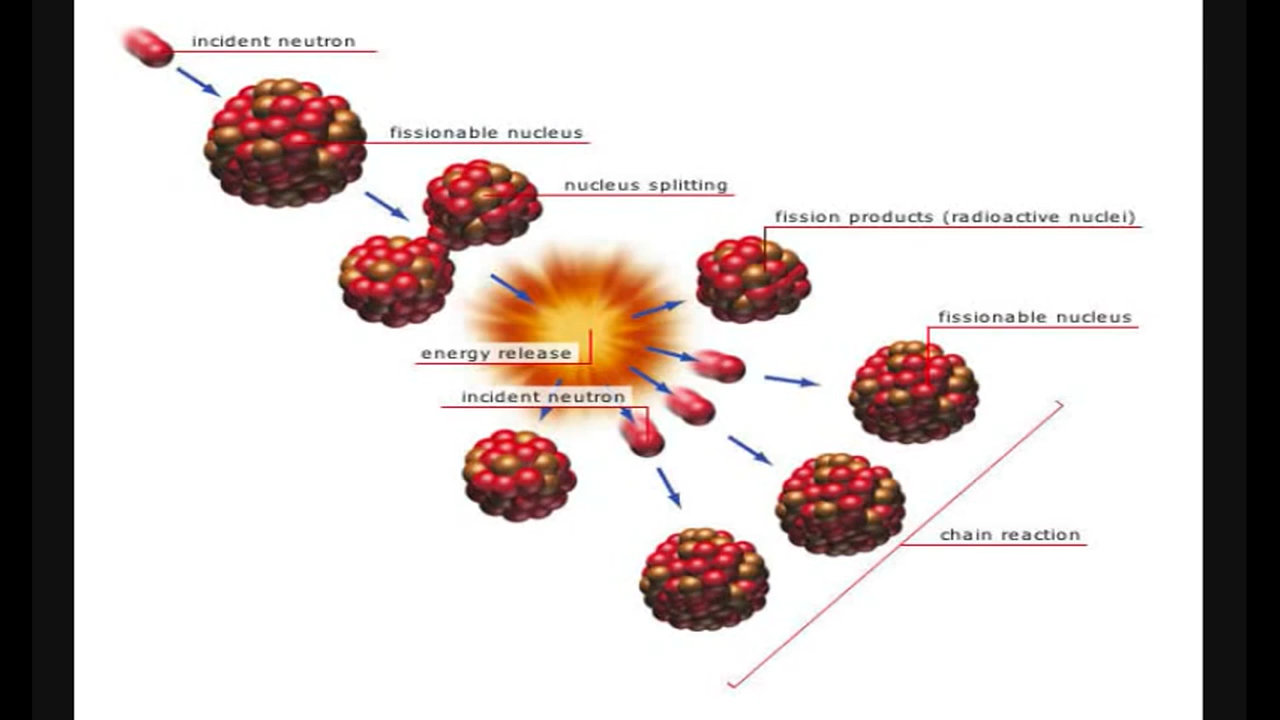 incident neutron
fissionable nucleus
nucleus splitting
fission products (radioactive nuclei)
fissionable nucleus
energy release
incident neutron
chain reaction